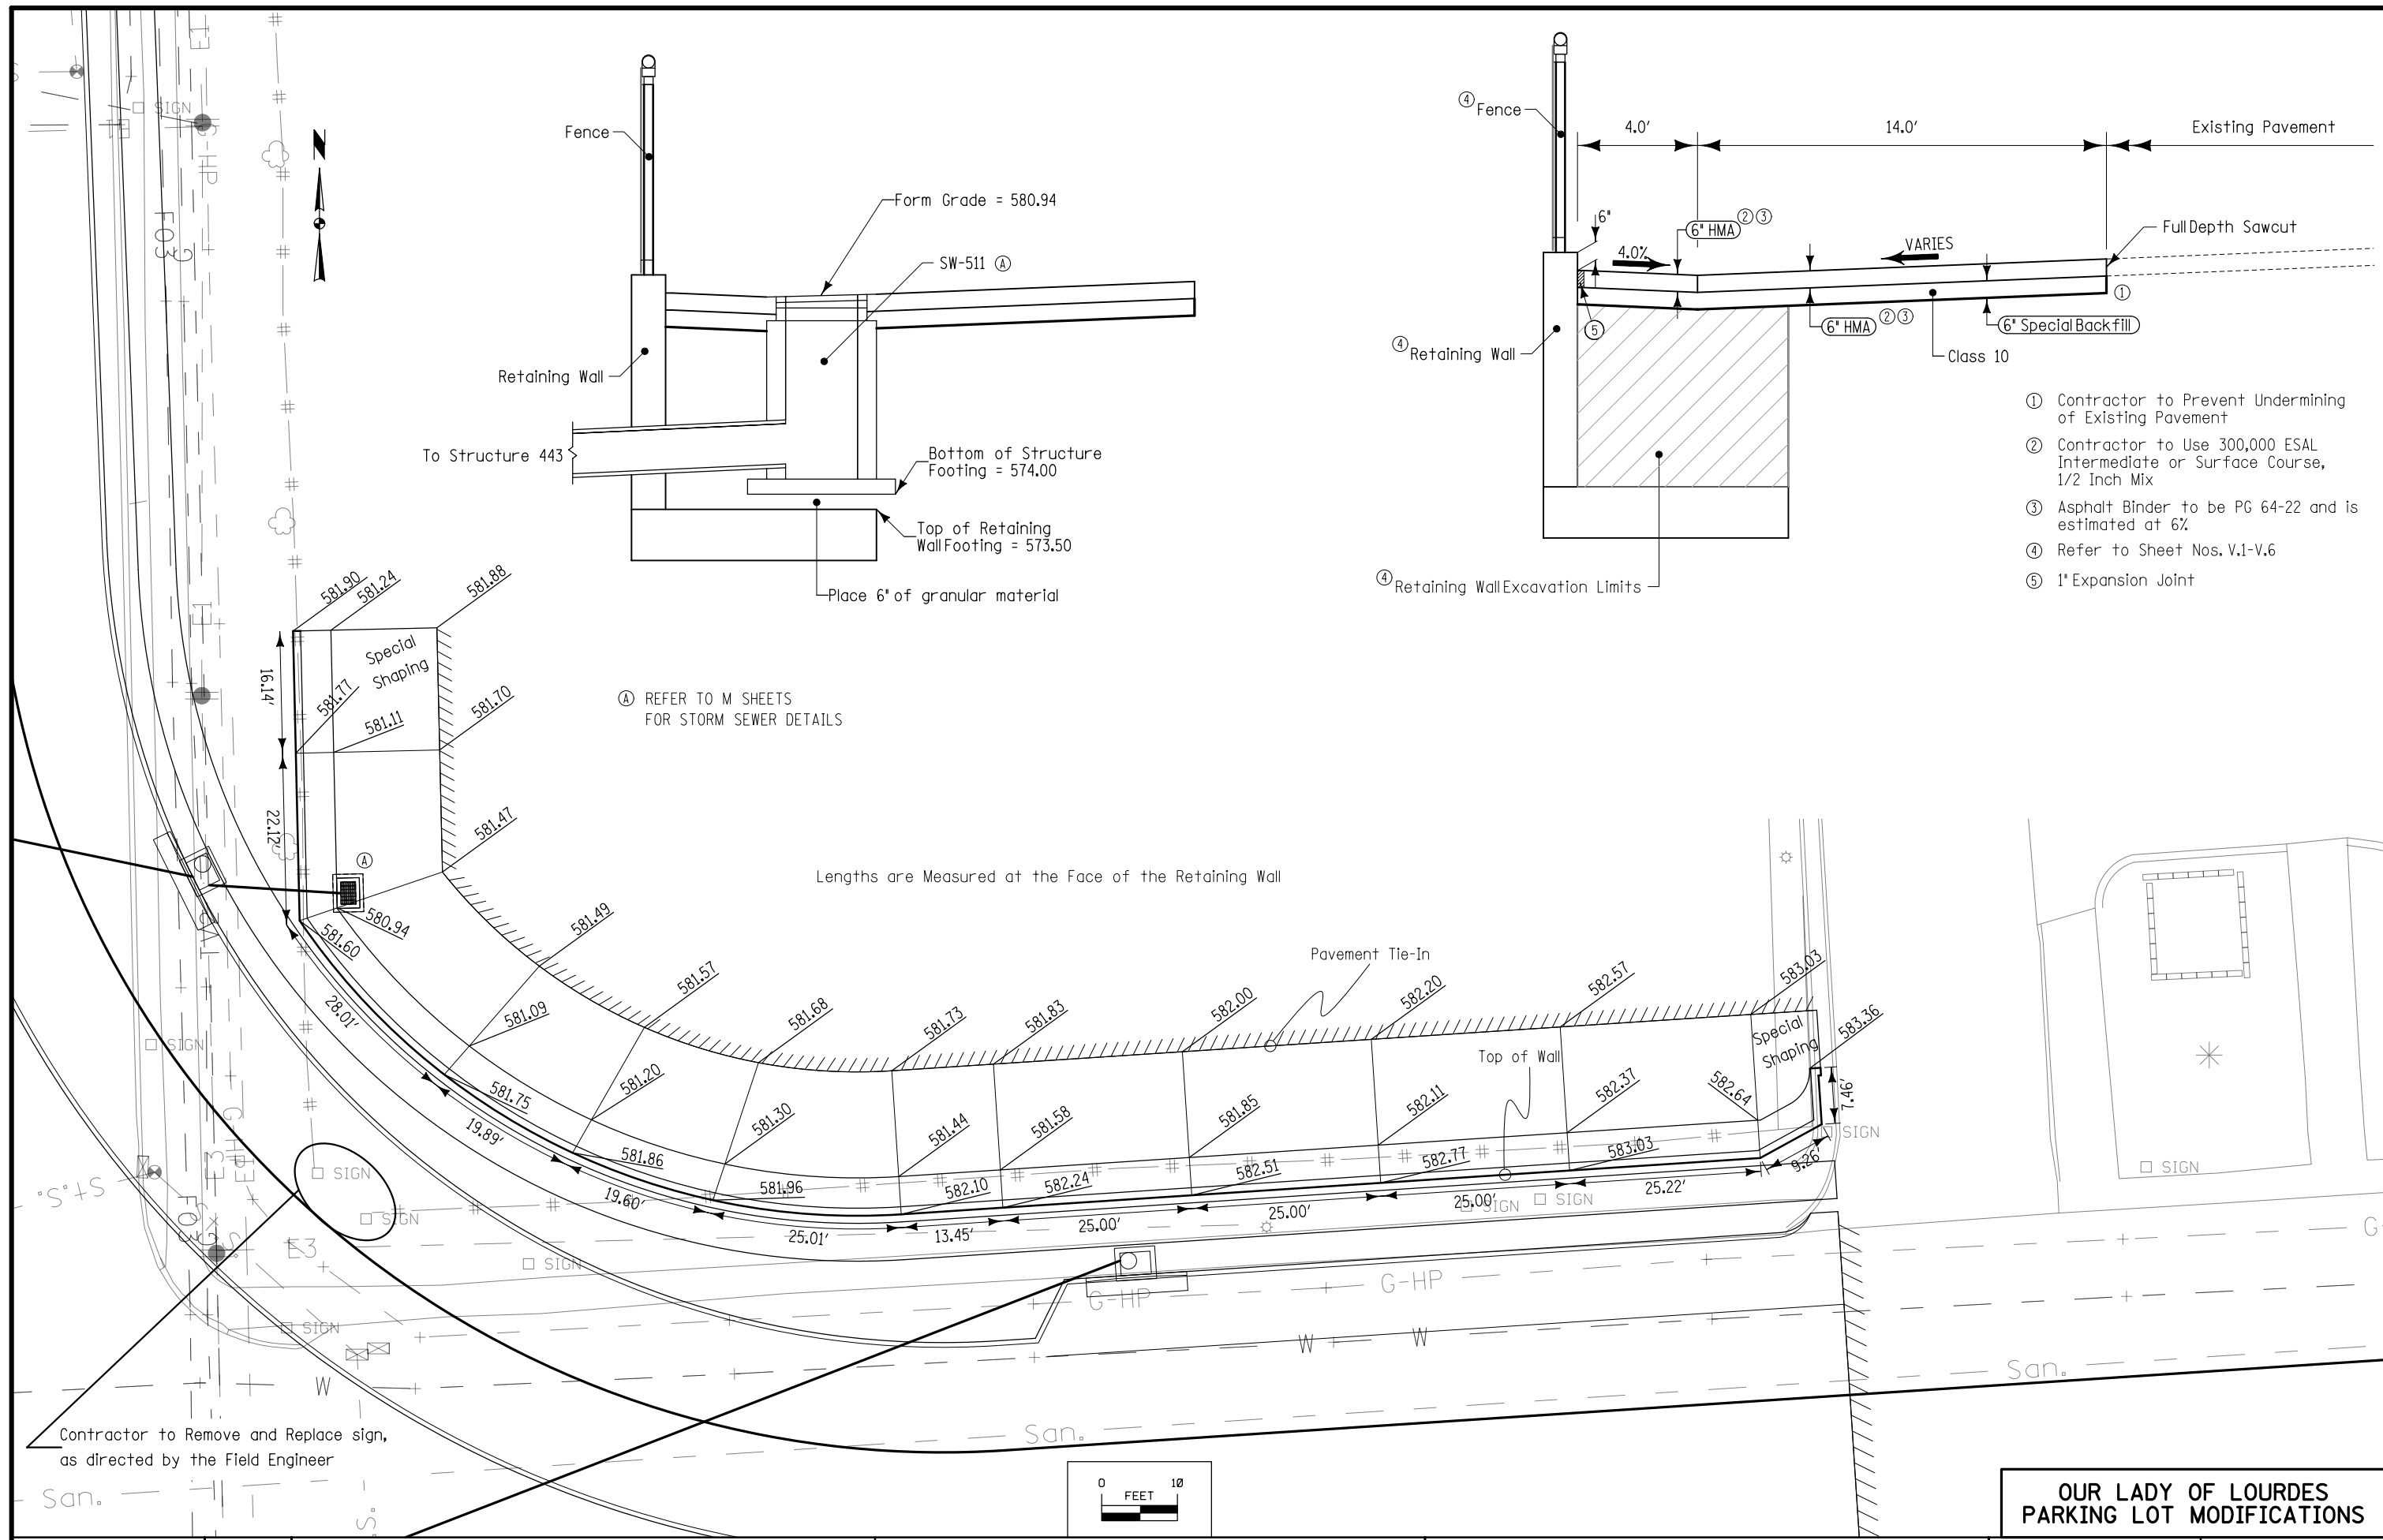 N
Fence
Form Grade = 580.94
SW-511 Ⓐ
Retaining Wall
To Structure 443
Bottom of Structure
Footing = 574.00
Top of Retaining
Wall Footing = 573.50
Place 6" of granular material
④ Fence
4.0'
14.0'
Existing Pavement
6"
4.0%
6" HMA ②③
VARIES
Full Depth Sawcut
①
④ Retaining Wall
⑤
6" HMA ②③
6" Special Backfill
Class 10
④ Retaining Wall Excavation Limits
① Contractor to Prevent Undermining
of Existing Pavement
② Contractor to Use 300,000 ESAL
Intermediate or Surface Course,
1/2 Inch Mix
③ Asphalt Binder to be PG 64-22 and is
estimated at 6%
④ Refer to Sheet Nos. V.1-V.6
⑤ 1" Expansion Joint
SIGN
F03
581.90
581.24
581.88
Special
Shaping
16.14'
581.77
581.11
581.70
Ⓐ REFER TO M SHEETS
FOR STORM SEWER DETAILS
22.12'
581.47
Ⓐ
Lengths are Measured at the Face of the Retaining Wall
580.94
581.60
581.49
581.57
Pavement Tie-In
28.01'
581.09
581.68
581.73
581.83
582.00
582.20
582.57
583.03
Special
Shaping
583.36
SIGN
581.75
581.20
581.30
581.44
581.58
581.85
582.11
Top of Wall
582.37
582.64
7.46'
SIGN
19.89'
581.86
581.96
582.10
582.24
582.51
582.77
583.03
9.26'
SIGN
SIGN
19.60'
25.01'
13.45'
25.00'
25.00'
25.00'
25.22'
SIGN
SIGN
SIGN
St.S.
F03
E3
SIGN
SIGN
G-HP
G-HP
G-
W
W
W
San.
San.
San.
Contractor to Remove and Replace sign,
as directed by the Field Engineer
0 10
FEET
OUR LADY OF LOURDES
PARKING LOT MODIFICATIONS